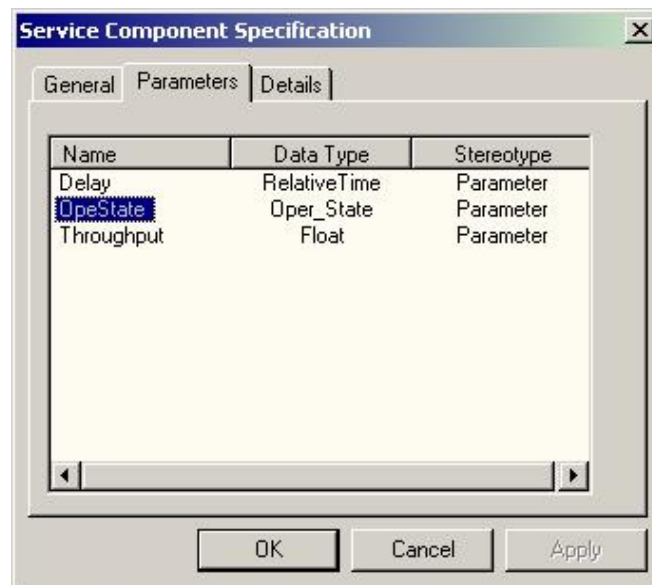 Service Component Specification
General Parameters Details
Name Data Type Stereotype
Delay RelativeTime Parameter
OpeState Oper_State Parameter
Throughput Float Parameter
OK Cancel Apply